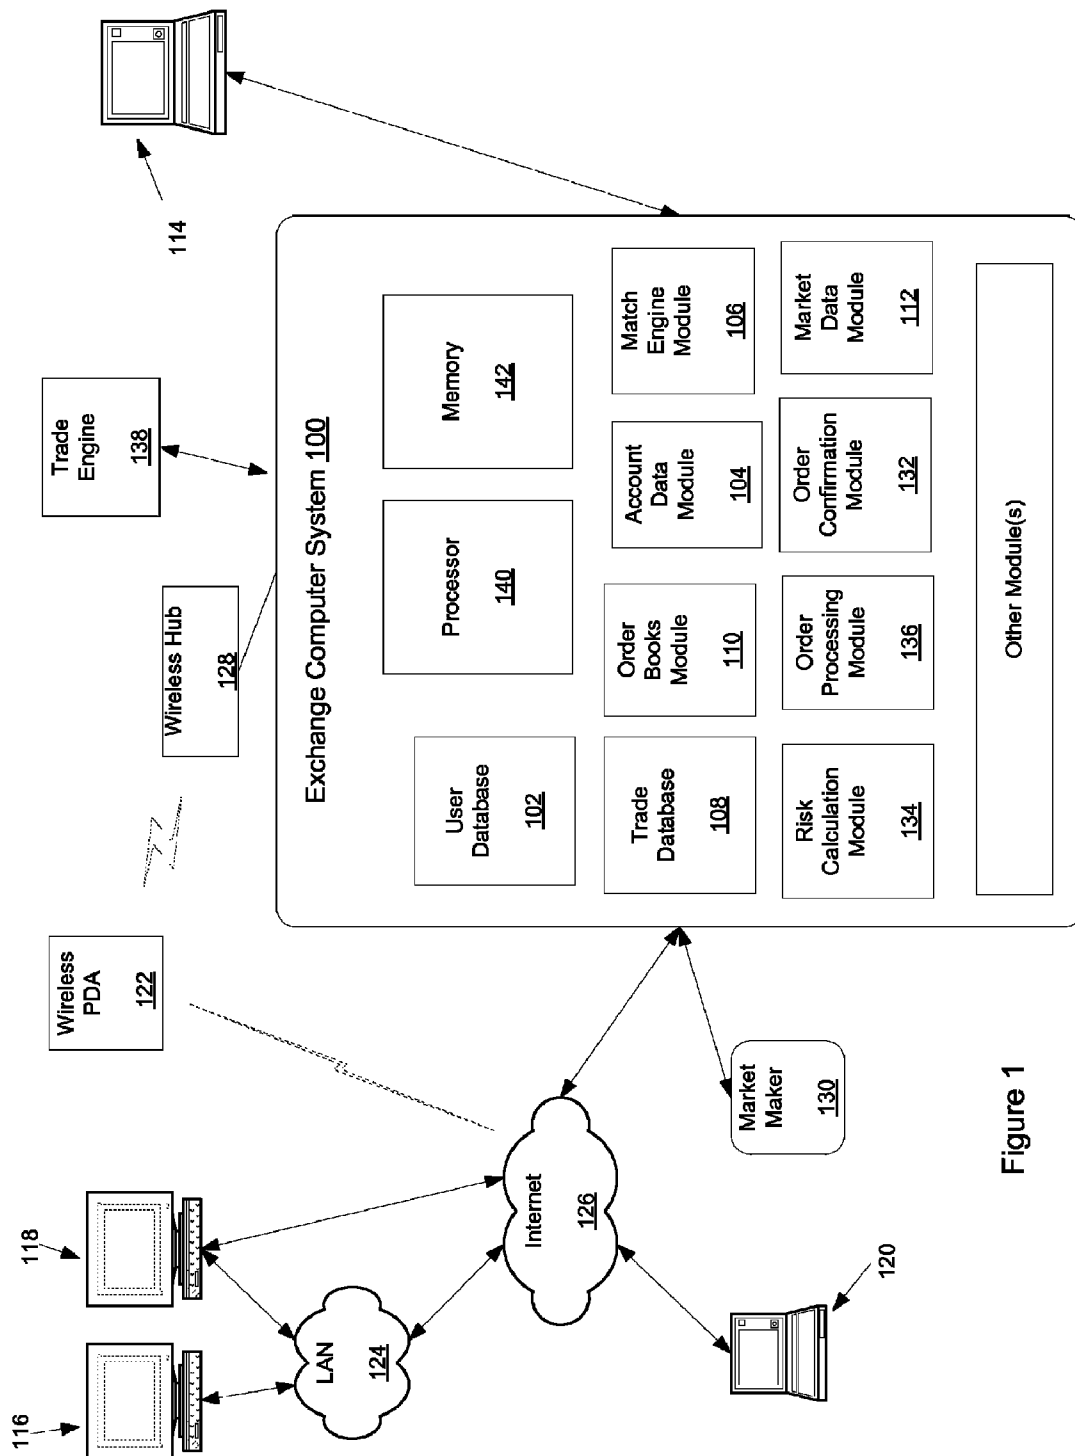 116
118
Wireless
PDA
122
Wireless Hub
128
Trade
Engine
138
114
LAN
124
Internet
126
120
Market
Maker
130
Exchange Computer System 100
User
Database
102
Processor
140
Memory
142
Trade
Database
108
Order
Books
Module
110
Account
Data
Module
104
Match
Engine
Module
106
Risk
Calculation
Module
134
Order
Processing
Module
136
Order
Confirmation
Module
132
Market
Data
Module
112
Other Module(s)
Figure 1